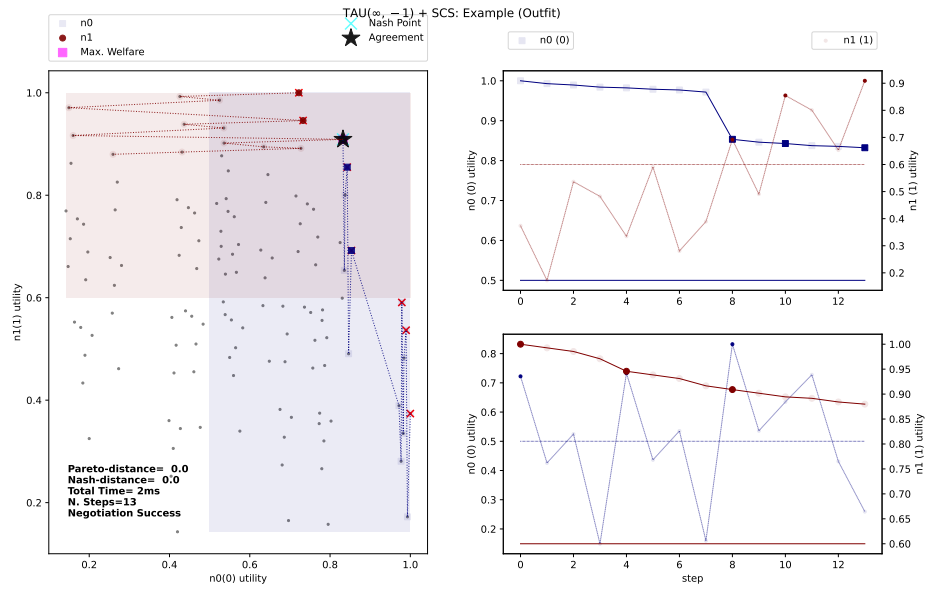 TAU(∞, −1) + SCS: Example (Outfit)
n0
n1
Max. Welfare
Nash Point
Agreement
n0 (0)
n1 (1)
1.0
0.8
0.6
0.4
0.2
n1(1) utility
0.2
0.4
0.6
0.8
1.0
n0(0) utility
Pareto-distance= 0.0
Nash-distance= 0.0
Total Time= 2ms
N. Steps=13
Negotiation Success
1.0
0.9
0.8
0.7
0.6
0.5
n0 (0) utility
0.9
0.8
0.7
0.6
0.5
0.4
0.3
0.2
n1 (1) utility
0
2
4
6
8
10
12
0.8
0.7
0.6
0.5
0.4
0.3
0.2
n0 (0) utility
1.00
0.95
0.90
0.85
0.80
0.75
0.70
0.65
0.60
n1 (1) utility
0
2
4
6
8
10
12
step